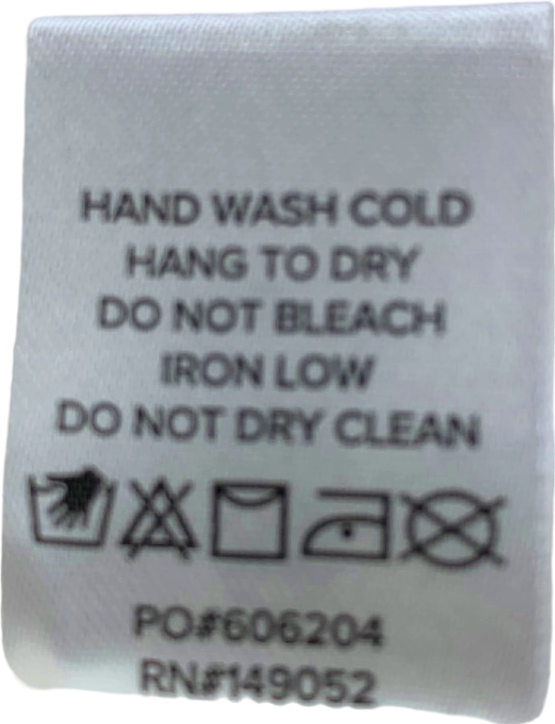 HAND WASH COLD
HANG TO DRY
DO NOT BLEACH
IRON LOW
DO NOT DRY CLEAN
PO#606204
RN#149052